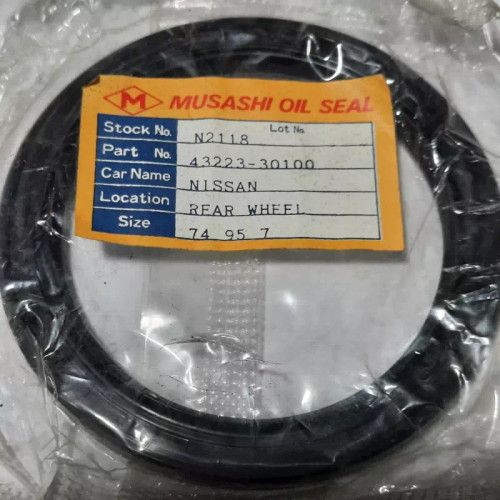 M MUSASHI OIL SEAL
Stock No. N2118 Lot No.
Part No. 43223-30100
Car Name NISSAN
Location REAR WHEEL
Size 74 95 7